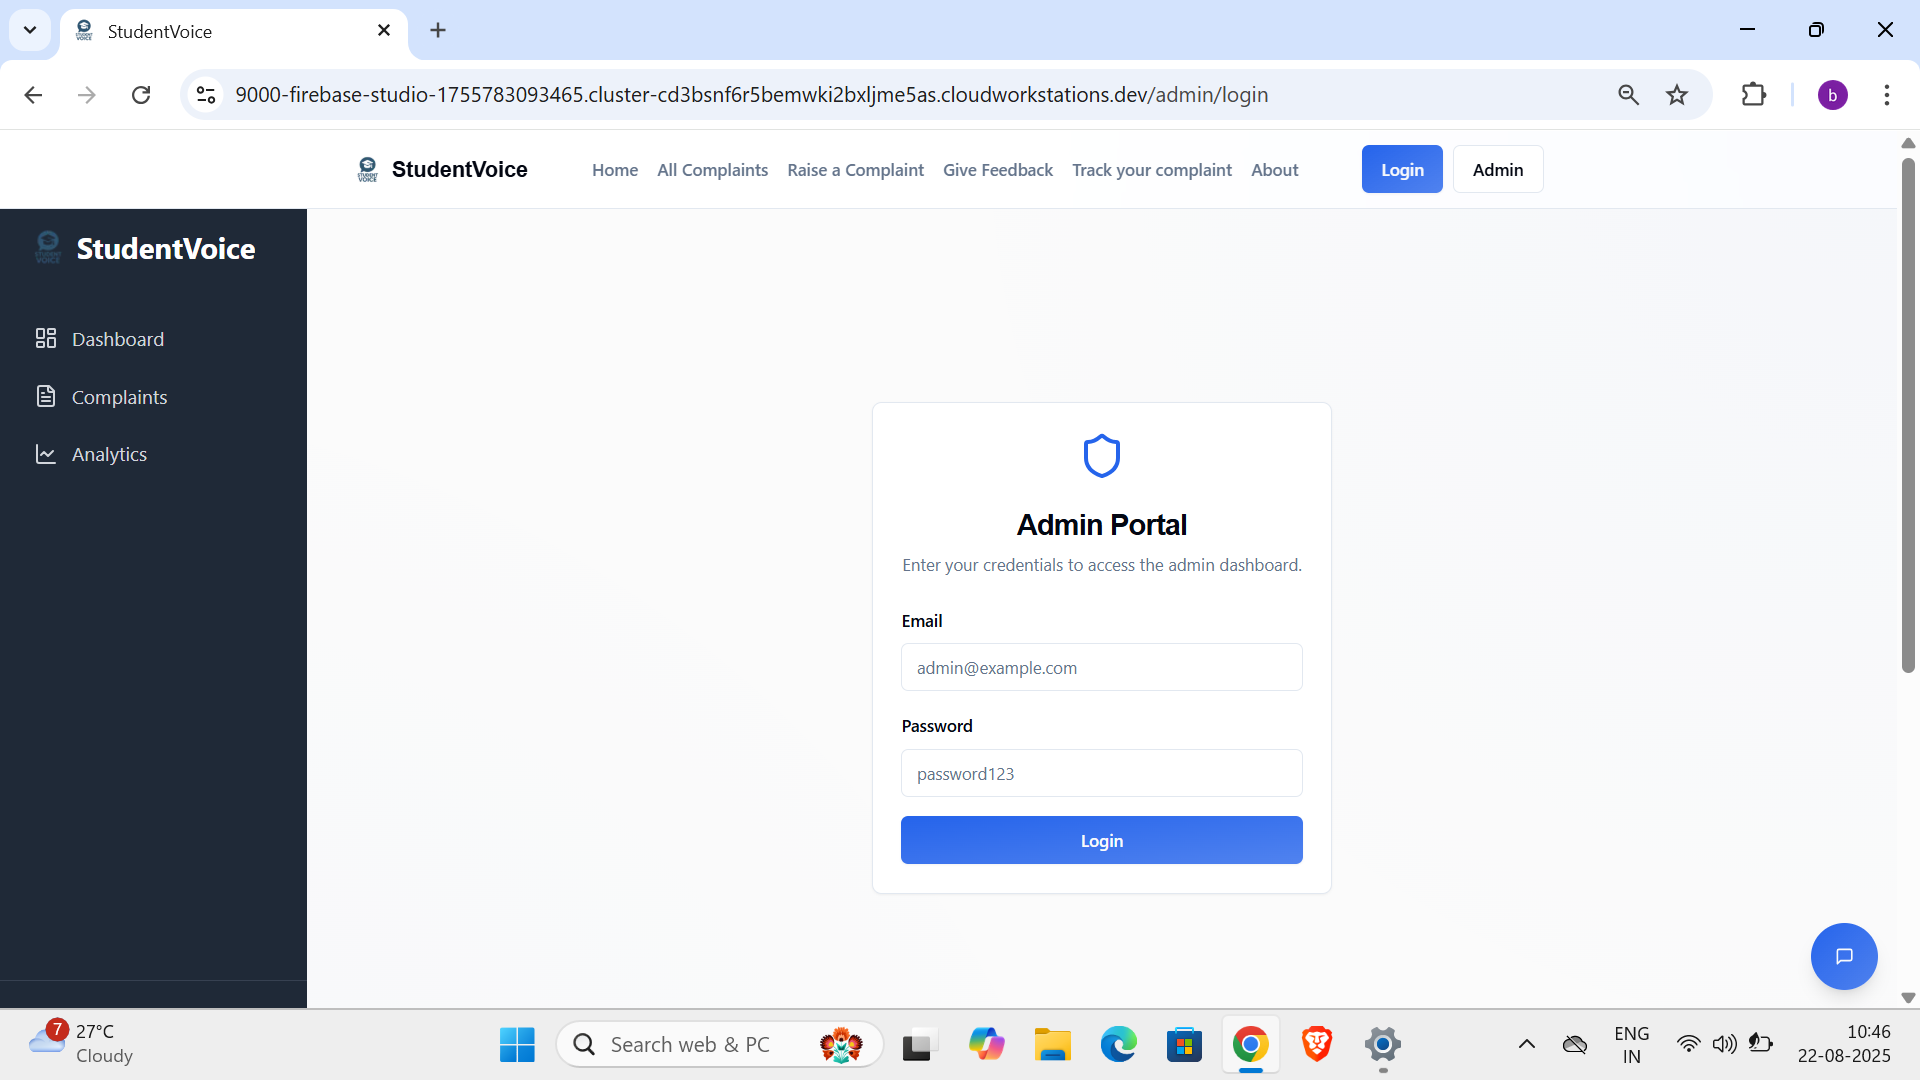 StudentVoice
9000-firebase-studio-1755783093465.cluster-cd3bsnf6r5bemwki2bxljme5as.cloudworkstations.dev/admin/login
b
StudentVoice
Home
All Complaints
Raise a Complaint
Give Feedback
Track your complaint
About
Login
Admin
StudentVoice
Dashboard
Complaints
Analytics
Admin Portal
Enter your credentials to access the admin dashboard.
Email
admin@example.com
Password
password123
Login
7
27°C
Cloudy
Search web & PC
ENG
IN
10:46
22-08-2025